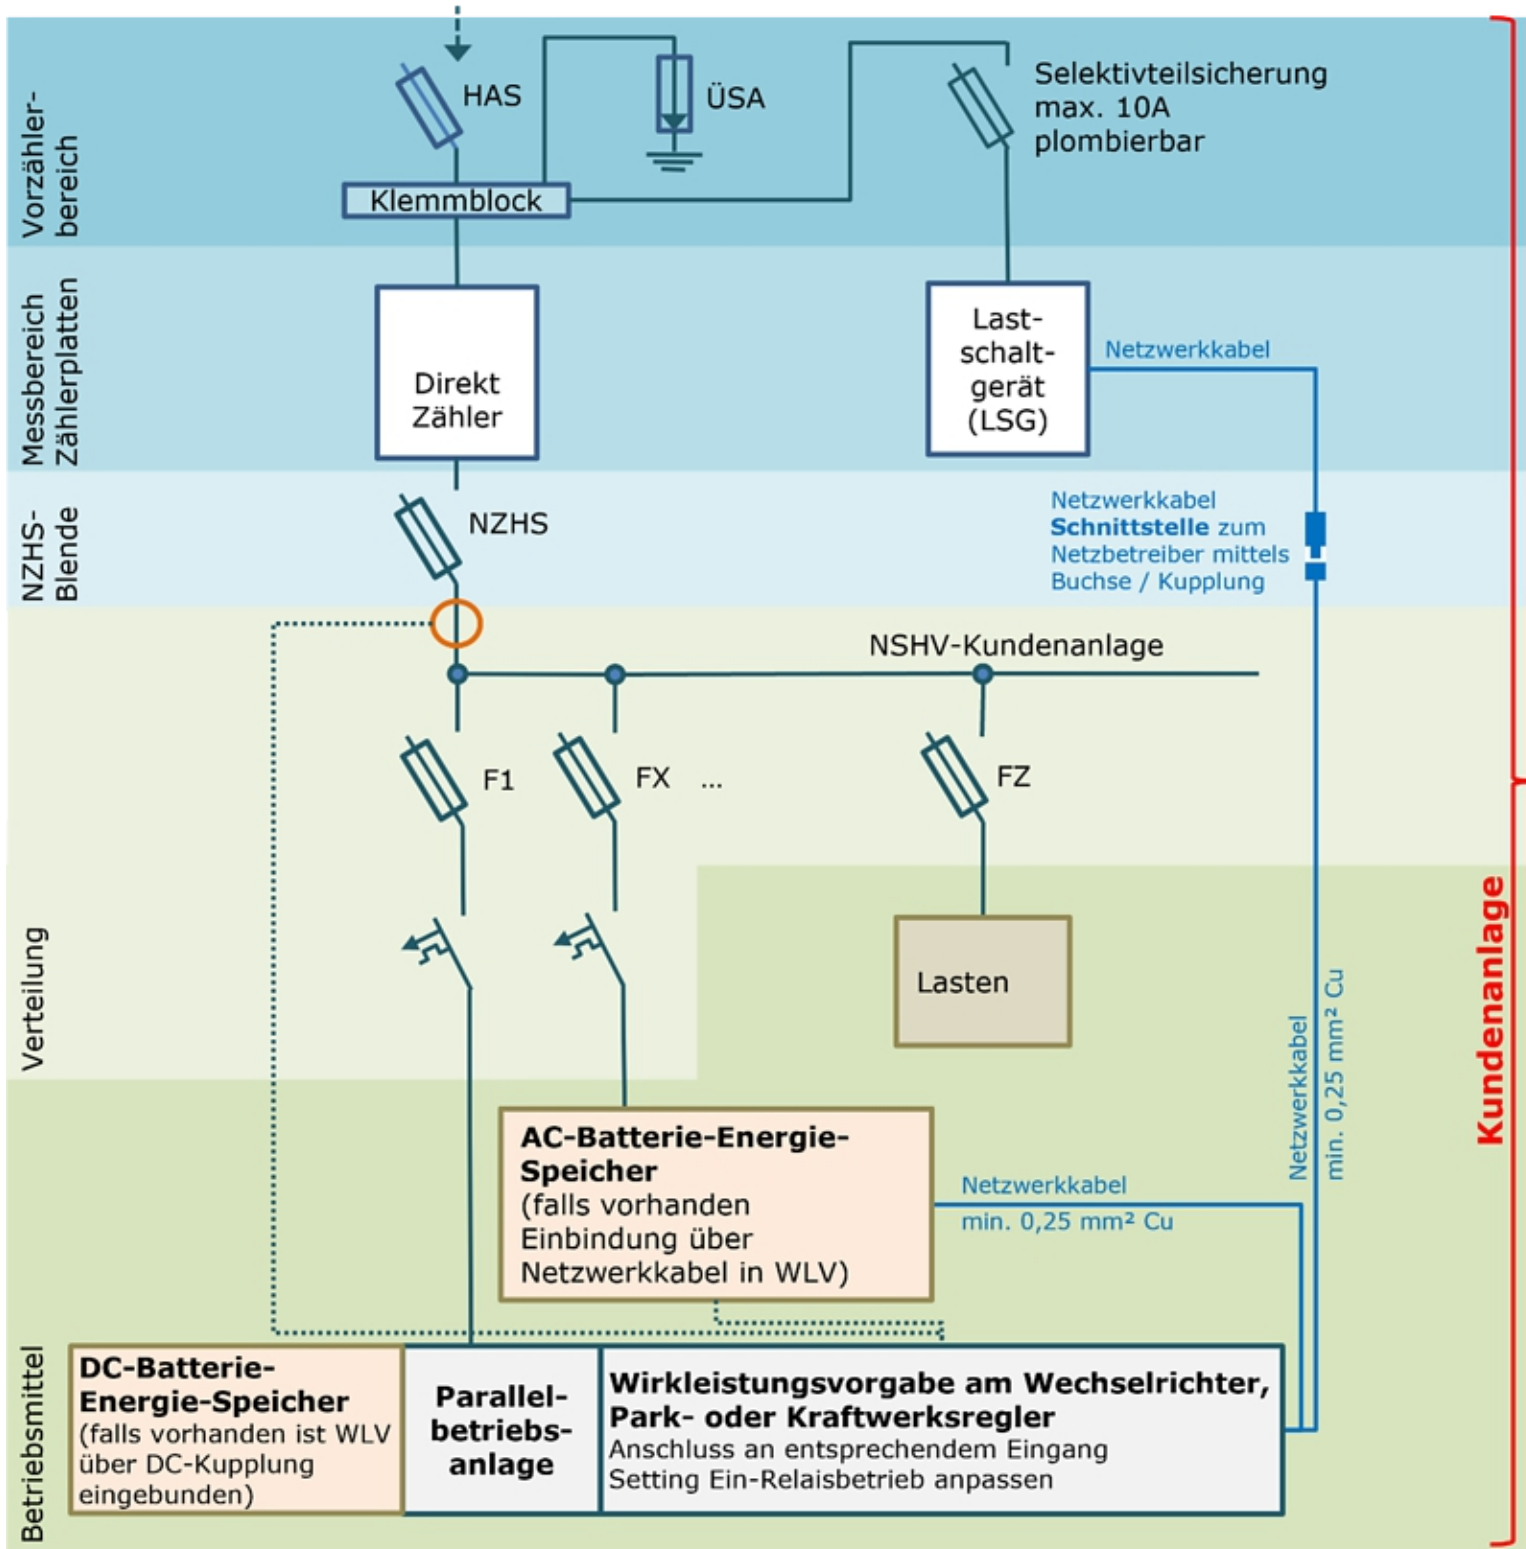 HAS
ÜSA
Selektivteilsicherung
max. 10A
plombierbar
Vorzähler-
bereich
Klemmblock
Messbereich
Zählerplatten
Direkt
Zähler
Last-
schalt-
gerät
(LSG)
Netzwerkkabel
NZHS-
Blende
NZHS
Netzwerkkabel
Schnittstelle zum
Netzbetreiber mittels
Buchse / Kupplung
NSHV-Kundenanlage
F1
FX ...
FZ
Verteilung
Lasten
Kundenanlage
Netzwerkkabel
min. 0,25 mm² Cu
AC-Batterie-Energie-
Speicher
(falls vorhanden
Einbindung über
Netzwerkkabel in WLV)
Netzwerkkabel
min. 0,25 mm² Cu
Betriebsmittel
DC-Batterie-
Energie-Speicher
(falls vorhanden ist WLV
über DC-Kupplung
eingebunden)
Parallel-
betriebs-
anlage
Wirkleistungsvorgabe am Wechselrichter,
Park- oder Kraftwerksregler
Anschluss an entsprechendem Eingang
Setting Ein-Relaisbetrieb anpassen